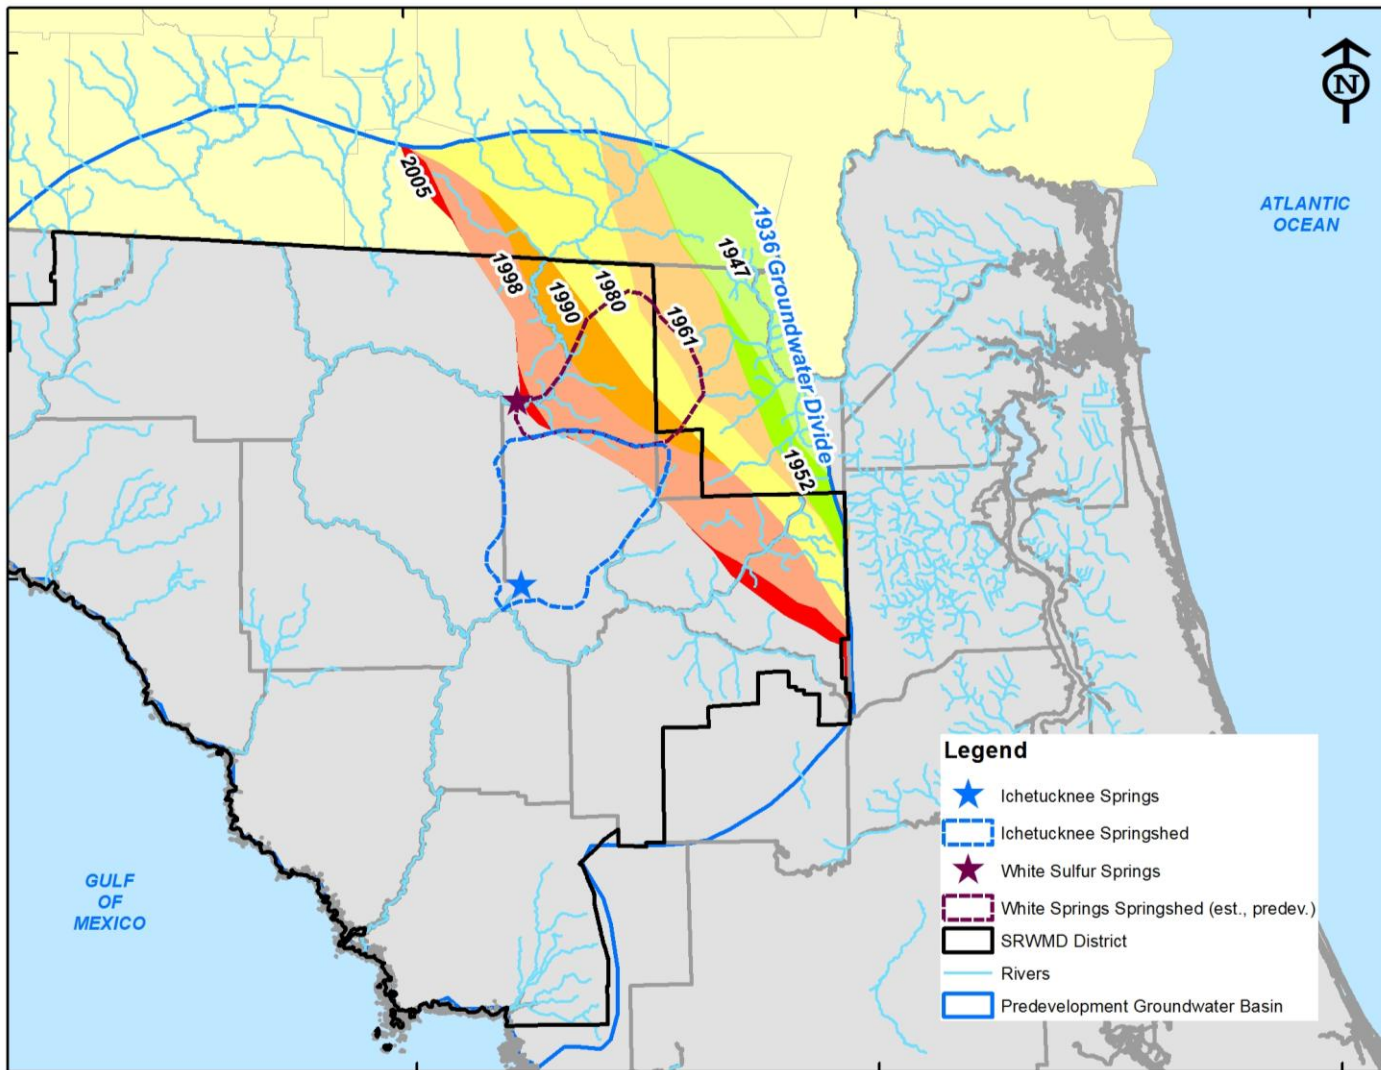 N
ATLANTIC
OCEAN
2005
1998
1990
1980
1961
1947
1936 Groundwater Divide
1952
GULF
OF
MEXICO
Legend
Ichetucknee Springs
Ichetucknee Springshed
White Sulfur Springs
White Springs Springshed (est., predev.)
SRWMD District
Rivers
Predevelopment Groundwater Basin